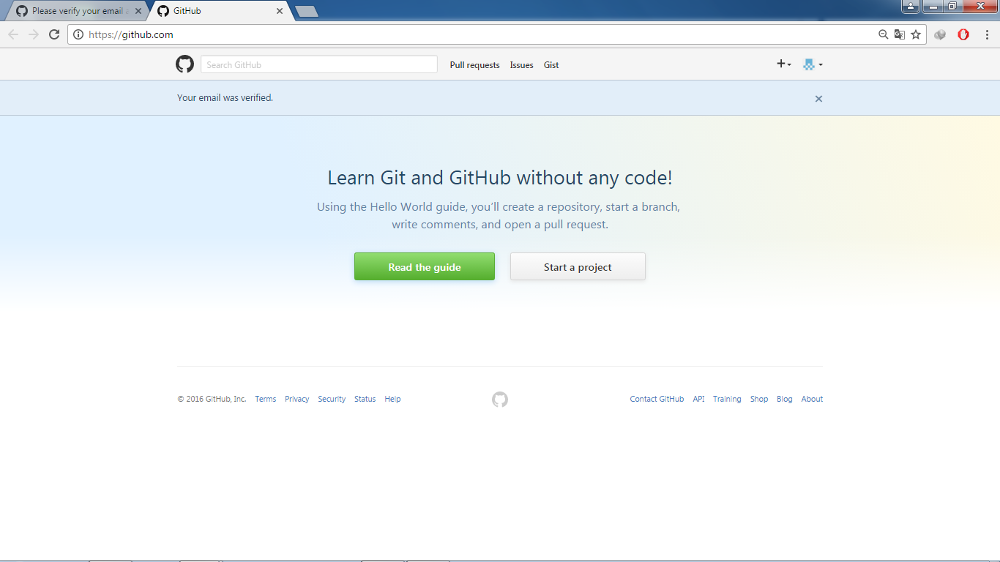 Please verify your email a
GitHub
https://github.com
Search GitHub
Pull requests
Issues
Gist
Your email was verified.
Learn Git and GitHub without any code!
Using the Hello World guide, you’ll create a repository, start a branch,
write comments, and open a pull request.
Read the guide
Start a project
© 2016 GitHub, Inc. Terms Privacy Security Status Help
Contact GitHub API Training Shop Blog About